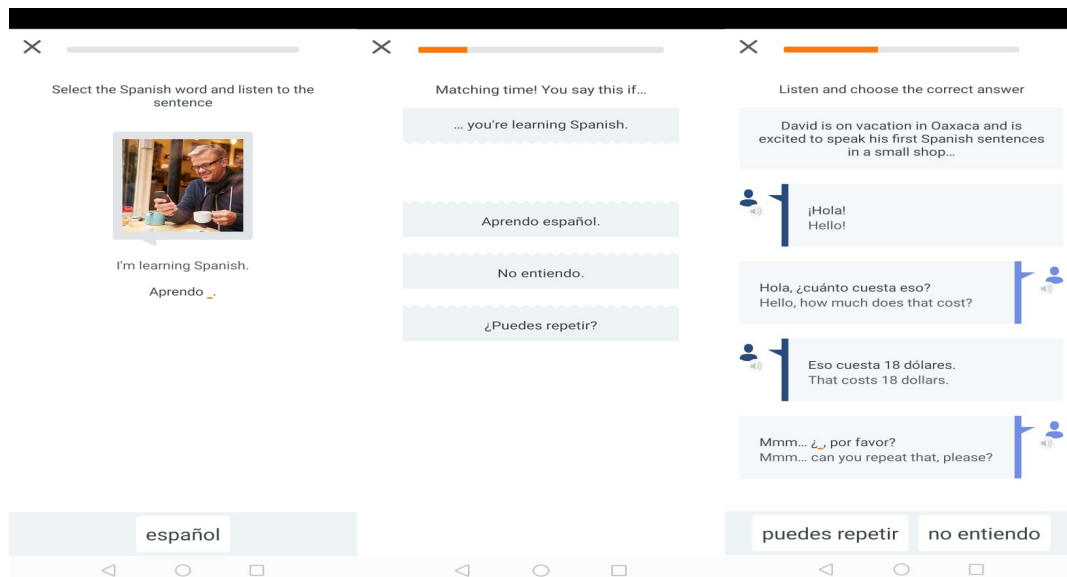 Select the Spanish word and listen to the
sentence
I'm learning Spanish.
Aprendo _.
español
Matching time! You say this if...
... you're learning Spanish.
Aprendo español.
No entiendo.
¿Puedes repetir?
Listen and choose the correct answer
David is on vacation in Oaxaca and is
excited to speak his first Spanish sentences
in a small shop...
¡Hola!
Hello!
Hola, ¿cuánto cuesta eso?
Hello, how much does that cost?
Eso cuesta 18 dólares.
That costs 18 dollars.
Mmm... ¿_, por favor?
Mmm... can you repeat that, please?
puedes repetir
no entiendo